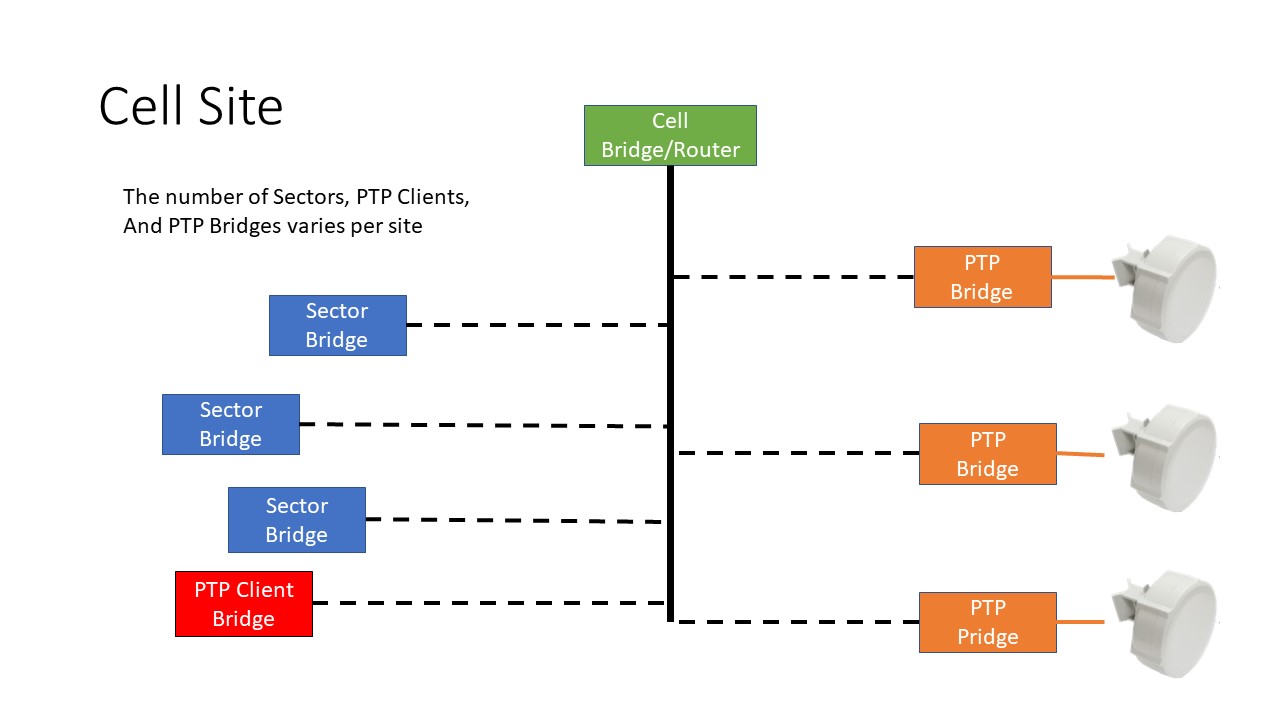 Cell Site
Cell
Bridge/Router
The number of Sectors, PTP Clients,
And PTP Bridges varies per site
PTP
Bridge
Sector
Bridge
Sector
Bridge
PTP
Bridge
Sector
Bridge
PTP Client
Bridge
PTP
Pridge